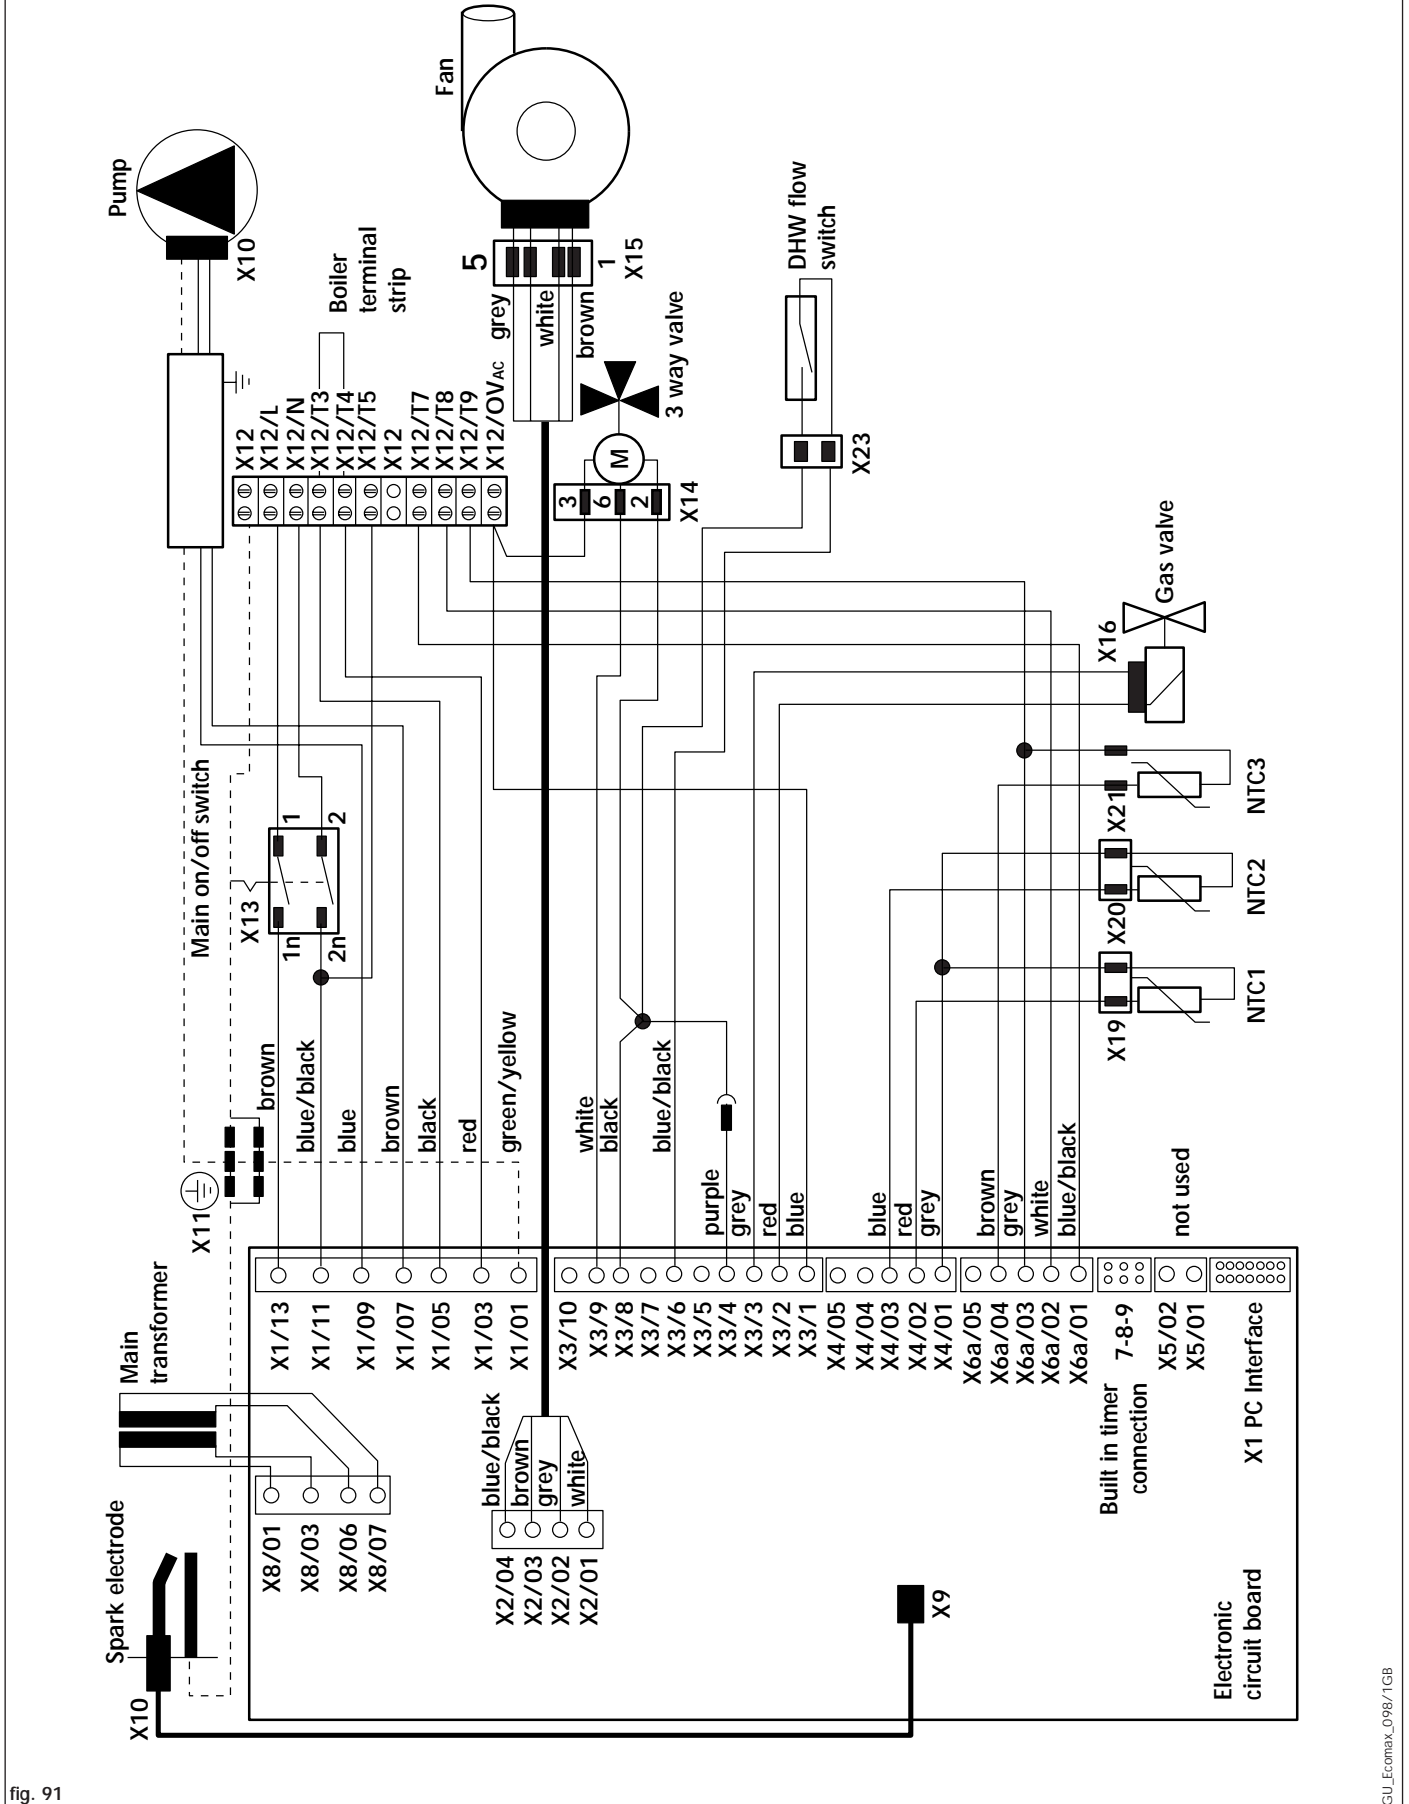 Pump
X10
Fan
5
1
X15
grey
white
brown
Boiler
terminal
strip
X12
X12/L
X12/N
X12/T3
X12/T4
X12/T5
X12
X12/T7
X12/T8
X12/T9
X12/OVAC
3 way valve
M
3
6
2
X14
DHW flow
switch
X23
Gas valve
X16
Main on/off switch
X13
1
2
1n
2n
NTC3
X21
NTC2
X20
NTC1
X19
X11
brown
blue/black
blue
brown
black
red
green/yellow
white
black
blue/black
purple
grey
red
blue
blue
red
grey
brown
grey
white
blue/black
not used
X1/13
X1/11
X1/09
X1/07
X1/05
X1/03
X1/01
X3/10
X3/9
X3/8
X3/7
X3/6
X3/5
X3/4
X3/3
X3/2
X3/1
X4/05
X4/04
X4/03
X4/02
X4/01
X6a/05
X6a/04
X6a/03
X6a/02
X6a/01
7-8-9
X5/02
X5/01
Built in timer
connection
X1 PC Interface
Main
transformer
X8/01
X8/03
X8/06
X8/07
blue/black
brown
grey
white
X2/04
X2/03
X2/02
X2/01
Spark electrode
X10
X9
Electronic
circuit board
fig. 91
GU_Ecomax_098/1GB